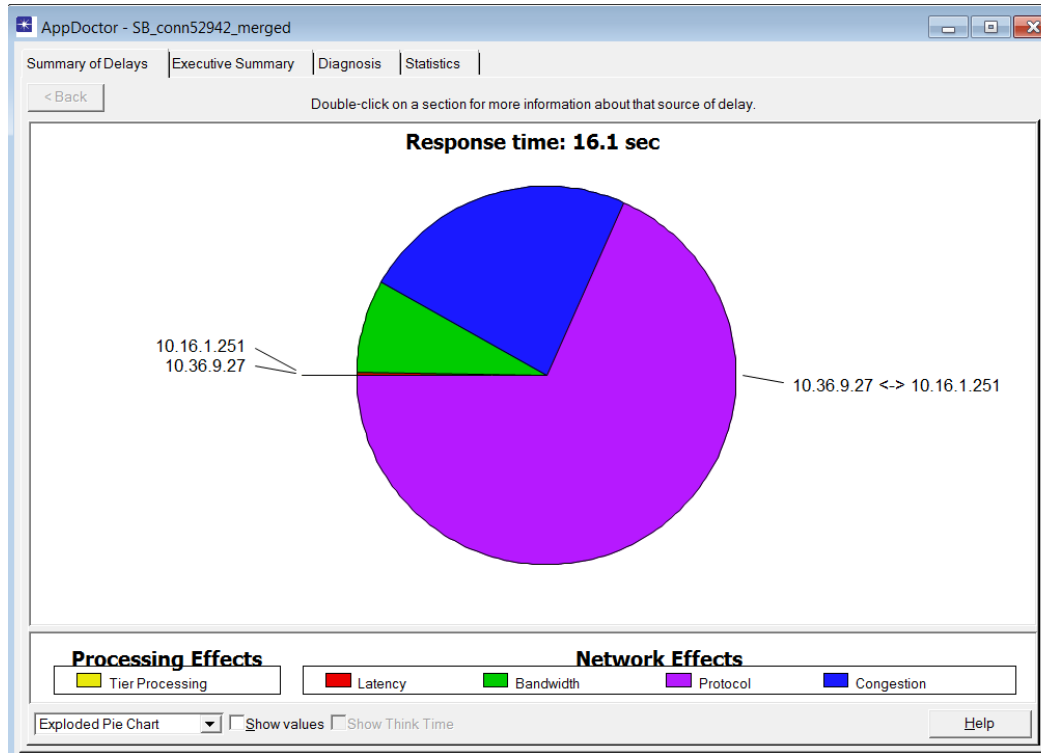 AppDoctor - SB_conn52942_merged
Summary of Delays Executive Summary Diagnosis Statistics
< Back
Double-click on a section for more information about that source of delay.
Response time: 16.1 sec
10.16.1.251
10.36.9.27
10.36.9.27 <-> 10.16.1.251
Processing Effects Network Effects
Tier Processing Latency Bandwidth Protocol Congestion
Exploded Pie Chart Show values Show Think Time Help